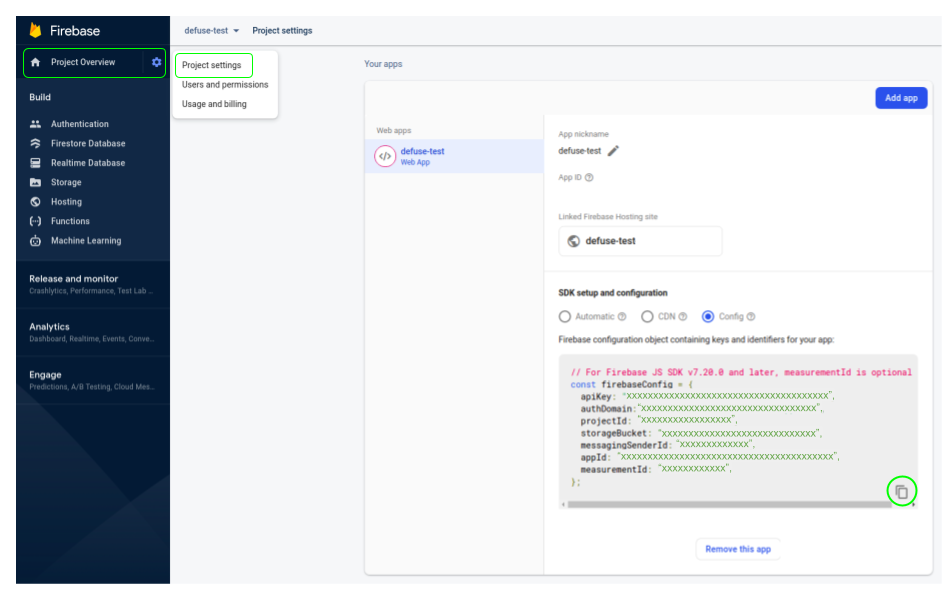 Firebase
defuse-test
Project settings
Project Overview
Project settings
Users and permissions
Usage and billing
Build
Authentication
Firestore Database
Realtime Database
Storage
Hosting
Functions
Machine Learning
Release and monitor
Crashlytics, Performance, Test Lab ...
Analytics
Dashboard, Realtime, Events, Conve...
Engage
Predictions, A/B Testing, Cloud Mes...
Your apps
Add app
Web apps
defuse-test
Web App
App nickname
defuse-test
App ID
Linked Firebase Hosting site
defuse-test
SDK setup and configuration
Automatic
CDN
Config
Firebase configuration object containing keys and identifiers for your app:
// For Firebase JS SDK v7.20.0 and later, measurementId is optional
const firebaseConfig = {
apiKey: "XXXXXXXXXXXXXXXXXXXXXXXXXXXXXXXXXXXXXXX",
authDomain:"XXXXXXXXXXXXXXXXXXXXXXXXXXXXXXXXXX",
projectId: "XXXXXXXXXXXXXXXXX",
storageBucket: "XXXXXXXXXXXXXXXXXXXXXXXXXXXXX",
messagingSenderId: "XXXXXXXXXXXXX",
appId: "XXXXXXXXXXXXXXXXXXXXXXXXXXXXXXXXXXXXXXXX",
measurementId: "XXXXXXXXXXXX",
};
Remove this app